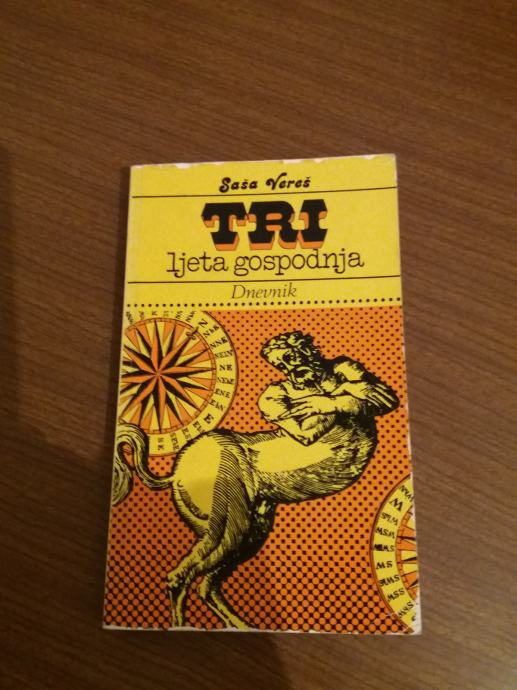 Saša Vereš
TRI
ljeta gospodnja
Dnevnik